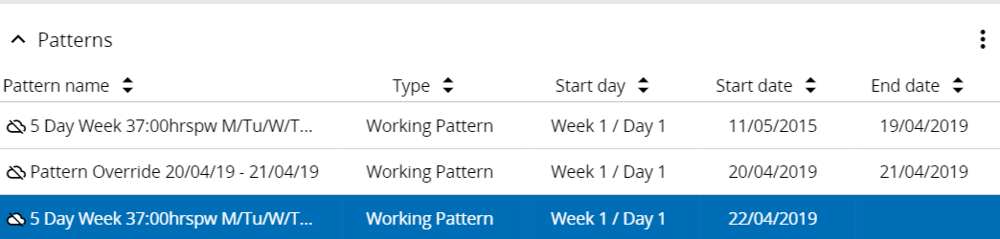 Patterns
Pattern name Type Start day Start date End date
5 Day Week 37:00hrspw M/Tu/W/T... Working Pattern Week 1 / Day 1 11/05/2015 19/04/2019
Pattern Override 20/04/19 - 21/04/19 Working Pattern Week 1 / Day 1 20/04/2019 21/04/2019
5 Day Week 37:00hrspw M/Tu/W/T... Working Pattern Week 1 / Day 1 22/04/2019